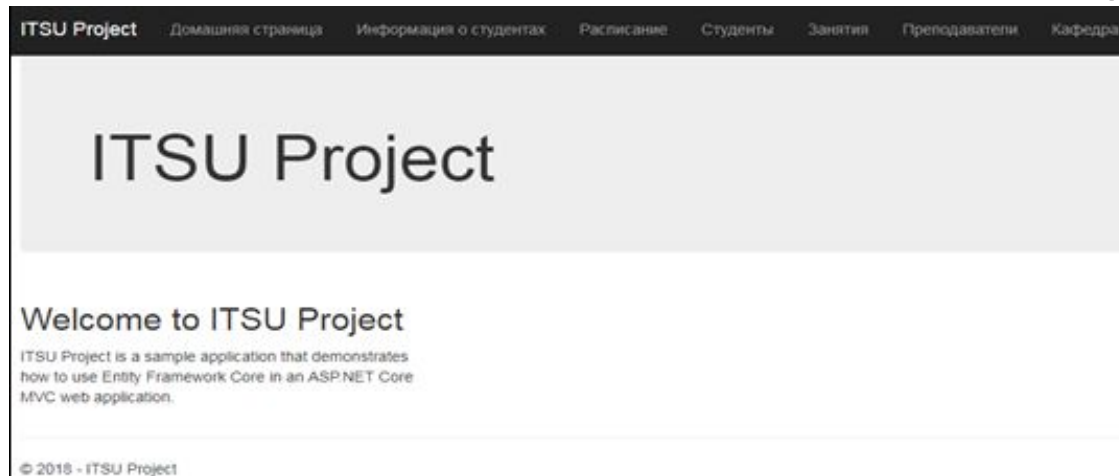 ITSU Project Домашняя страница Информация о студентах Расписание Студенты Занятия Преподаватели Кафедра
ITSU Project
Welcome to ITSU Project
ITSU Project is a sample application that demonstrates
how to use Entity Framework Core in an ASP.NET Core
MVC web application.
© 2018 - ITSU Project